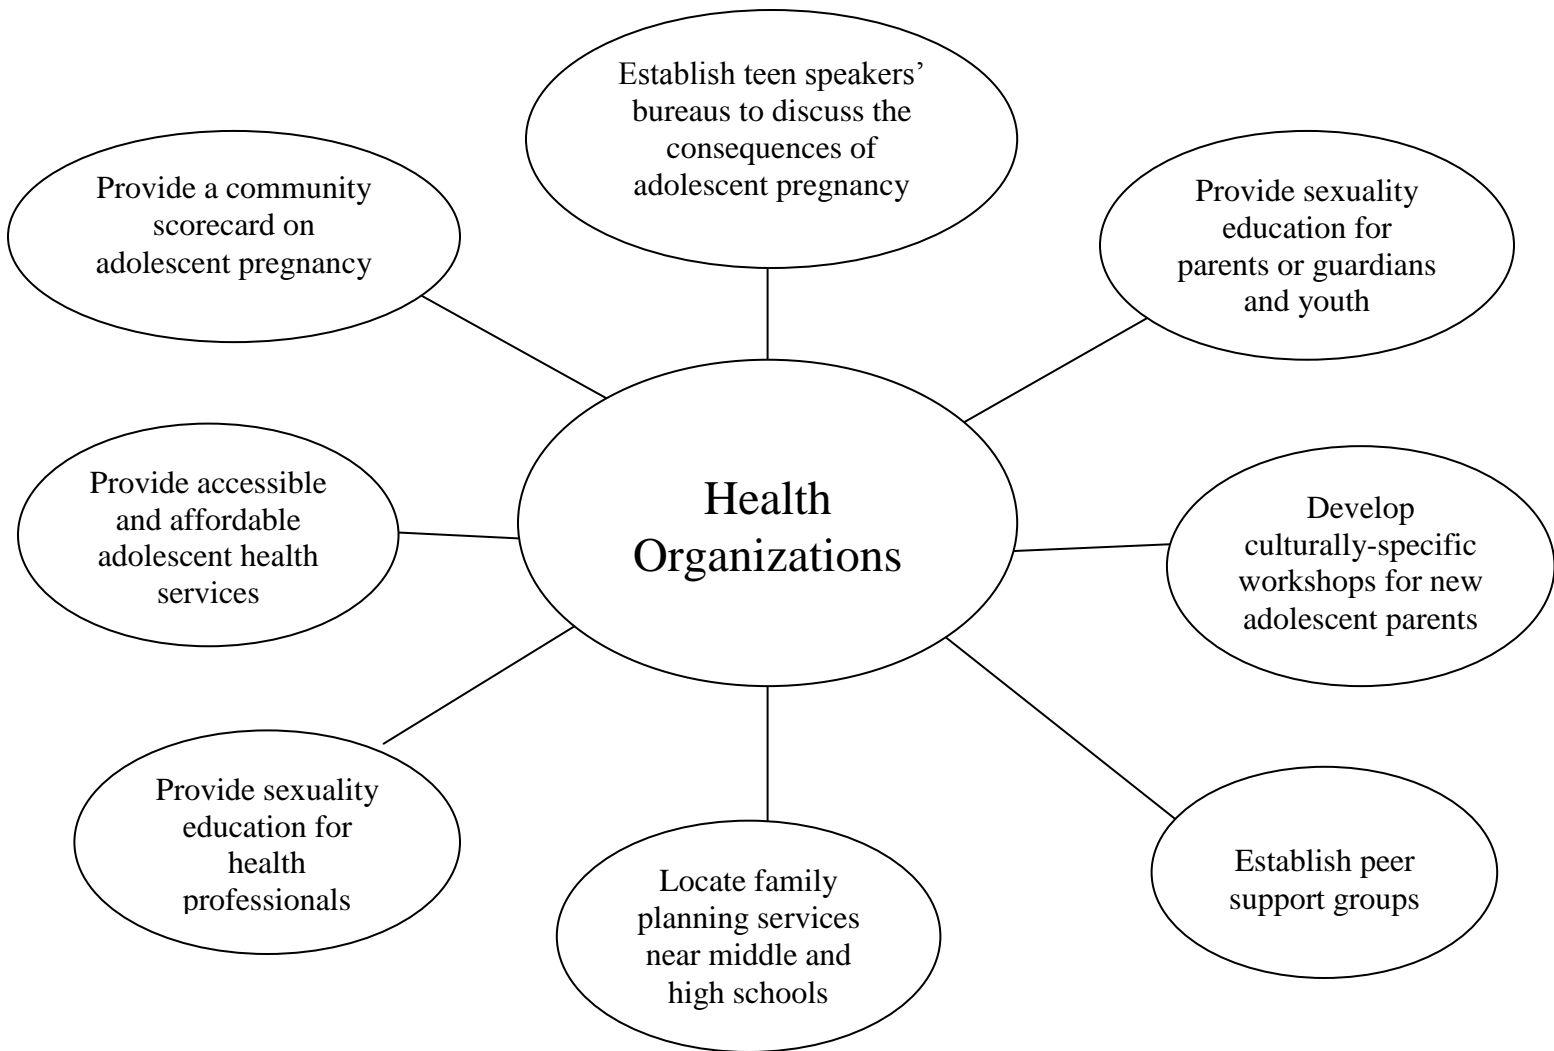 Establish teen speakers’
bureaus to discuss the
consequences of
adolescent pregnancy
Provide a community
scorecard on
adolescent pregnancy
Provide sexuality
education for
parents or guardians
and youth
Provide accessible
and affordable
adolescent health
services
Health
Organizations
Develop
culturally-specific
workshops for new
adolescent parents
Provide sexuality
education for
health
professionals
Locate family
planning services
near middle and
high schools
Establish peer
support groups